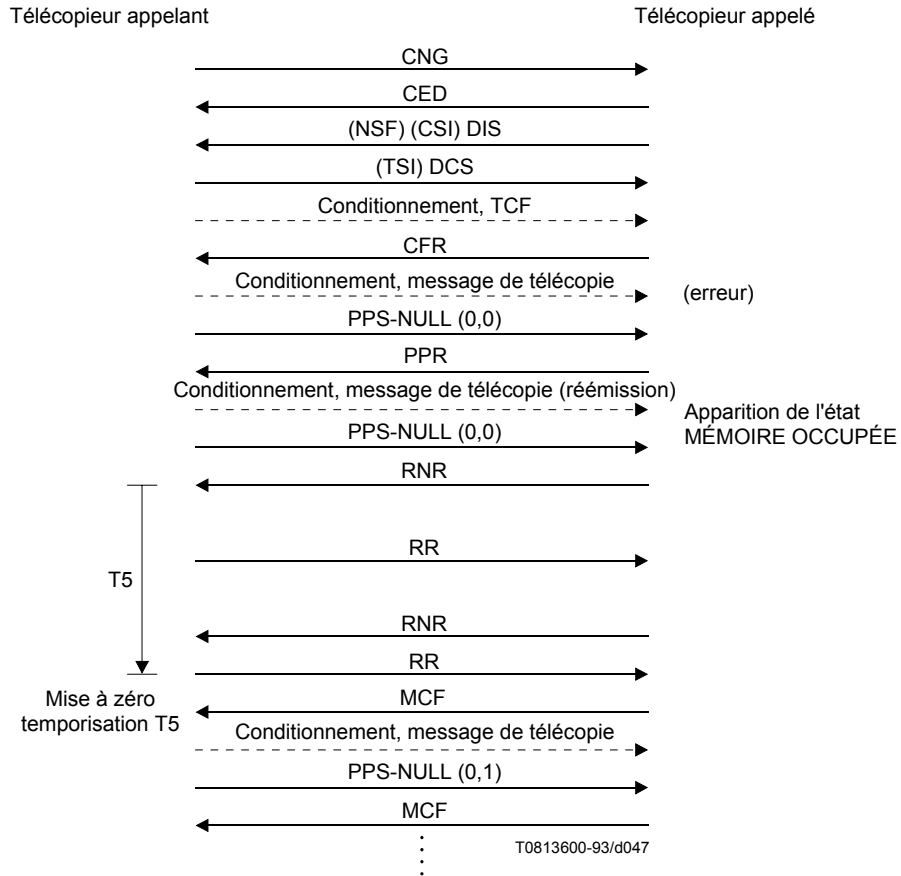 Télécopieur appelant
Télécopieur appelé
CNG
CED
(NSF) (CSI) DIS
(TSI) DCS
Conditionnement, TCF
CFR
Conditionnement, message de télécopie
(erreur)
PPS-NULL (0,0)
PPR
Conditionnement, message de télécopie (réémission)
Apparition de l'état
MÉMOIRE OCCUPÉE
PPS-NULL (0,0)
RNR
RR
T5
RNR
RR
Mise à zéro
temporisation T5
MCF
Conditionnement, message de télécopie
PPS-NULL (0,1)
MCF
T0813600-93/d047